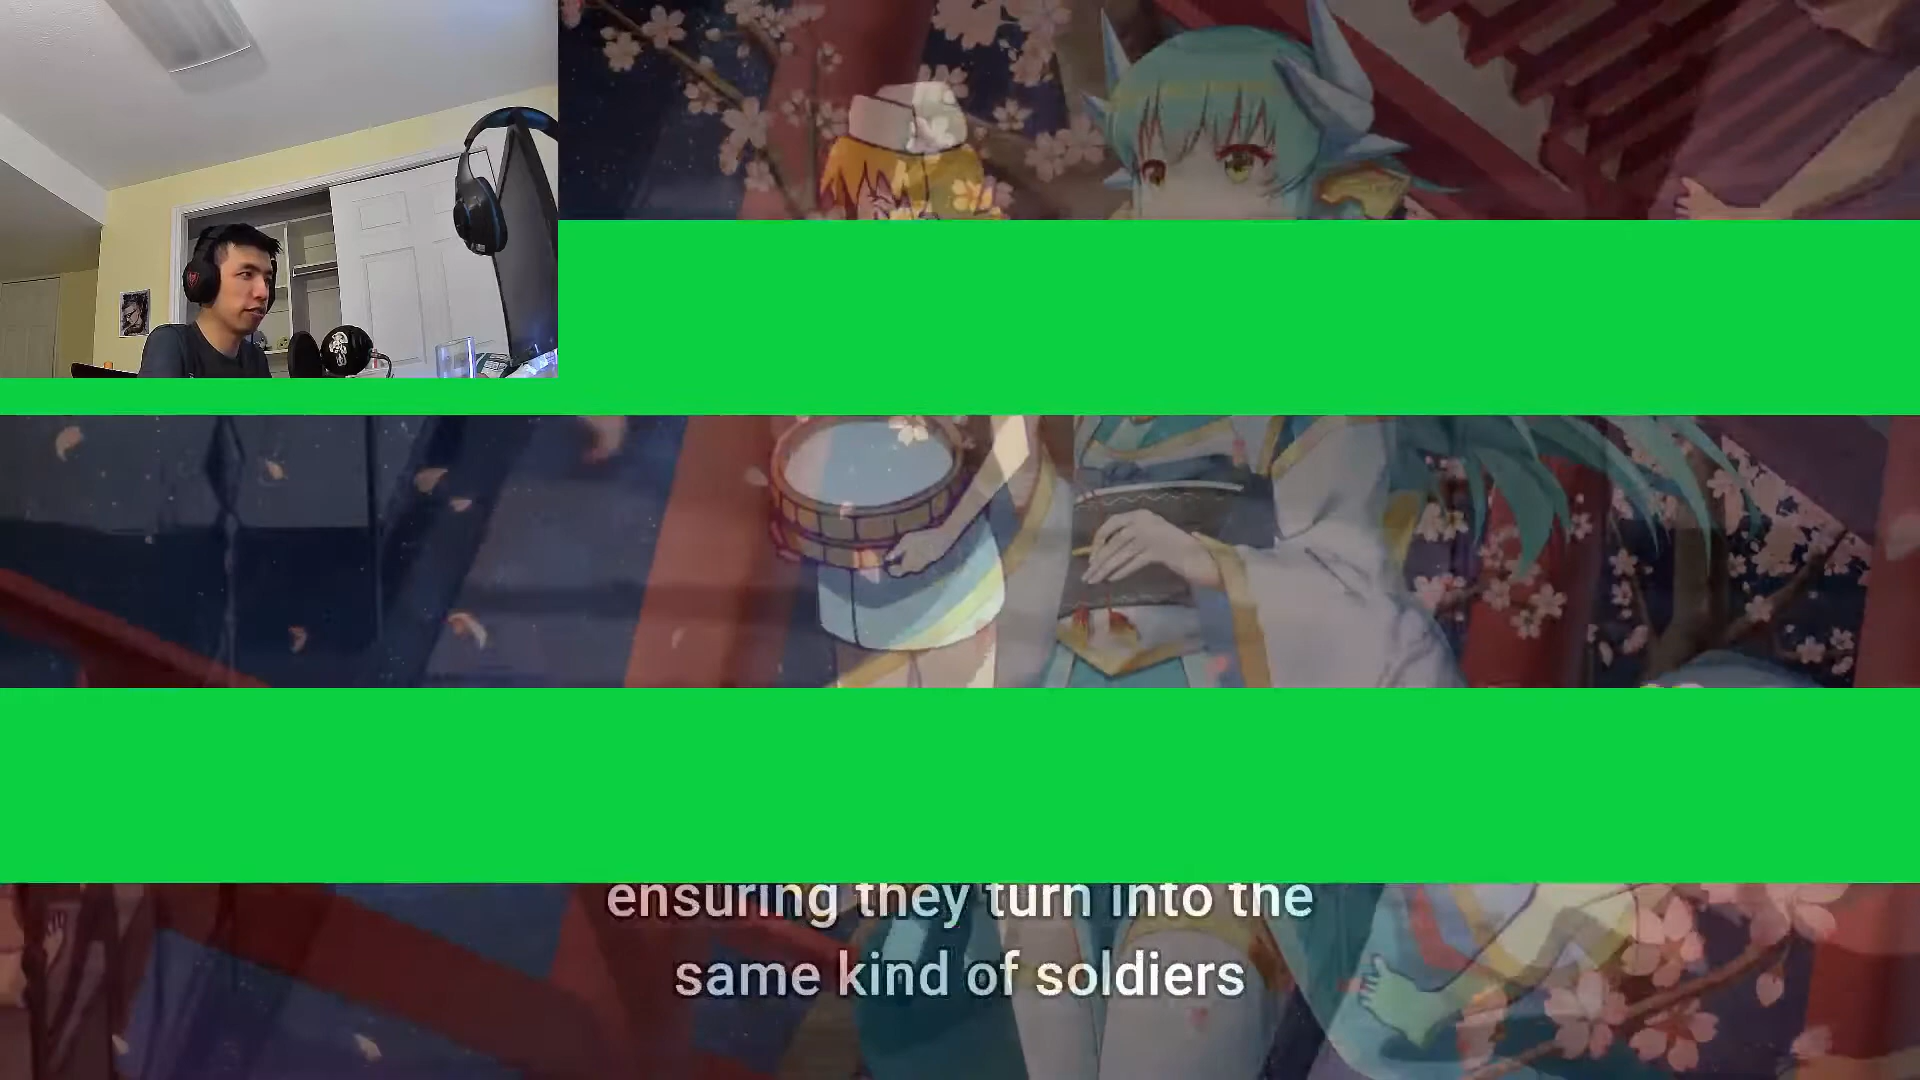 ensuring they turn into the
same kind of soldiers